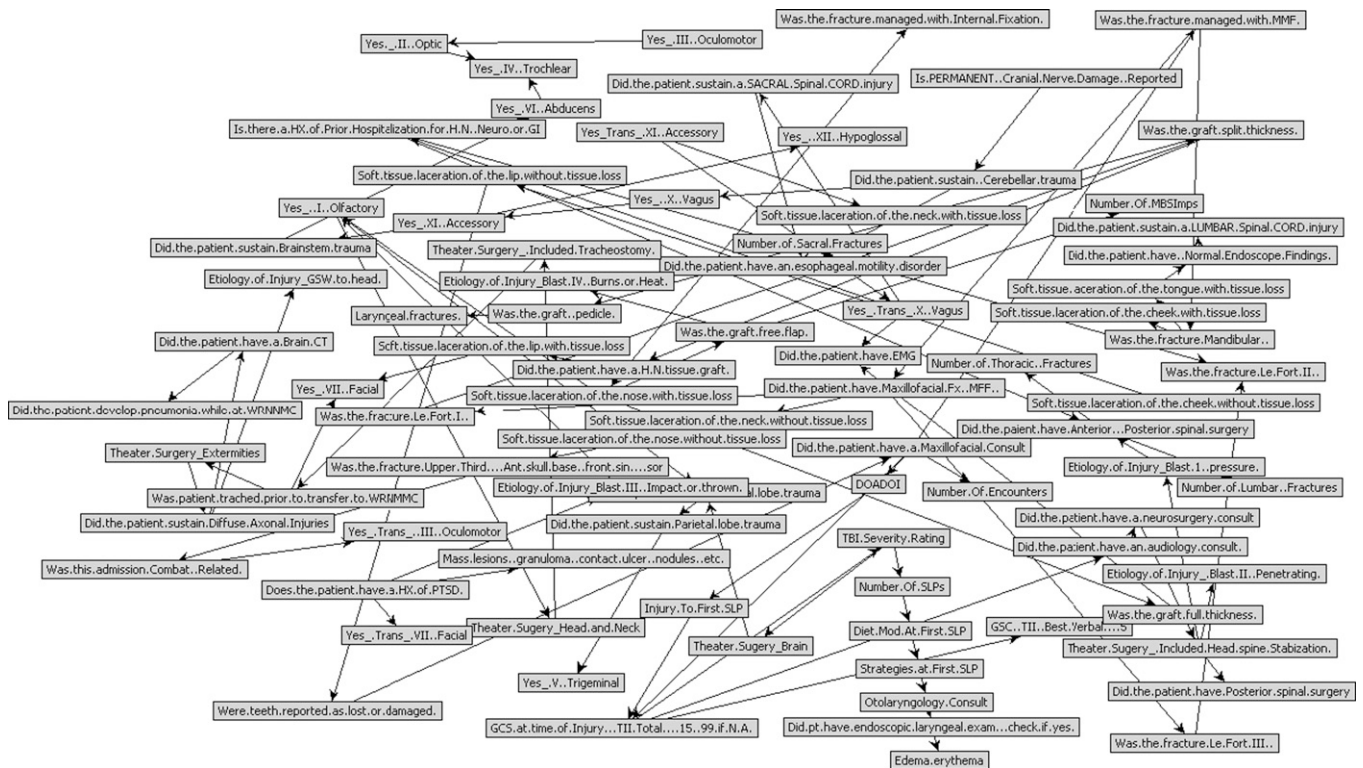 Was.the.fracture.managed.with.Internal.Fixation.
Was.the.fracture.managed.with.MMF.
Yes._.II..Optic
Yes_.III..Oculomotor
Yes_.IV..Trochlear
Did.the.patient.sustain.a.SACRAL.Spinal.CORD.injury
Is.PERMANENT..Cranial.Nerve.Damage..Reported
Yes_.VI..Abducens
Is.there.a.HX.of.Prior.Hospitalization.for.H.N..Neuro.or.GI
Yes_Trans_.XI..Accessory
Yes_..XII..Hypoglossal
Was.the.graft.split.thickness.
Soft.tissue.laceration.of.the.lip.without.tissue.loss
Did.the.patient.sustain..Cerebellar.trauma
Yes_..X..Vagus
Yes_..I..Olfactory
Number.Of.MBSImps
Yes_.XI..Accessory
Soft.tissue.laceration.of.the.neck.with.tissue.loss
Did.the.patient.sustain.a.LUMBAR.Spinal.CORD.injury
Did.the.patient.sustain.Brainstem.trauma
Theater.Surgery_.Included.Tracheostomy.
Number.of.Sacral.Fractures
Did.the.patient.have..Normal.Endoscope.Findings.
Did.the.patient.have.an.esophageal.motility.disorder
Etiology.of.Injury_GSW.to.head.
Etiology.of.Injury_Blast.IV..Burns.or.Heat.
Soft.tissue.aceration.of.the.tongue.with.tissue.loss
Laryngeal.fractures.
Was.the.graft..pedicle.
Yes_.Trans_.X..Vagus
Soft.tissue.laceration.of.the.cheek.with.tissue.loss
Was.the.graft.free.flap.
Did.the.patient.have.a.Brain.CT
Scft.tissue.laceration.of.the.lip.with.tissue.loss
Was.the.fracture.Mandibular..
Did.the.patient.have.EMG
Number.of.Thoracic..Fractures
Did.the.patient.have.a.H.N.tissue.graft.
Was.the.fracture.Le.Fort.II..
Yes_.VII..Facial
Did.the.patient.have.Maxillofacial.Fx...MFF..
Soft.tissue.laceration.of.the.nose.with.tissue.loss
Did.the.patient.develop.pneumonia.while.at.WRNNMC
Was.the.fracture.Le.Fort.I...
Soft.tissue.laceration.of.the.cheek.without.tissue.loss
Soft.tissue.laceration.of.the.neck.without.tissue.loss
Did.the.paient.have.Anterior...Posterior.spinal.surgery
Soft.tissue.laceration.of.the.nose.without.tissue.loss
Did.the.patient.have.a.Maxillofacial.Consult
Theater.Surgery_Extermities
Was.the.fracture.Upper.Third....Ant.skull.base..front.sin....sor
Etiology.of.Injury_Blast.1..pressure.
DOADOI
Etiology.of.Injury_Blast.III..Impact.or.thrown.
al.lobe.trauma
Number.Of.Encounters
Number.of.Lumbar..Fractures
Was.patient.trached.prior.to.transfer.to.WRNMMC
Did.the.patient.sustain.Diffuse.Axonal.Injuries
Did.the.patient.sustain.Parietal.lobe.trauma
Did.the.patient.have.a.neurosurgery.consult
Yes_.Trans_..III..Oculomotor
TBI.Severity.Rating
Did.the.patient.have.an.audiology.consult.
Mass.lesions..granuloma..contact.ulcer..nodules..etc.
Was.this.admission.Combat..Related.
Etiology.of.Injury_.Blast.II..Penetrating.
Does.the.patient.have.a.HX.of.PTSD.
Number.Of.SLPs
Injury.To.First.SLP
Was.the.graft.full.thickness.
Yes_.Trans_.VII..Facial
Theater.Sugery_Head.and.Neck
Diet.Mod.At.First.SLP
GSC..TII..Best.Verbal....S
Theater.Sugery_Brain
Theater.Sugery_.Included.Head.spine.Stabization.
Strategies.at.First.SLP
Yes_.V..Trigeminal
Did.the.patient.have.Posterior.spinal.surgery
Otolaryngology.Consult
Were.teeth.reported.as.lost.or.damaged.
GCS.at.time.of.Injury...TII.Total....15..99.if.N.A.
Did.pt.have.endoscopic.laryngeal.exam...check.if.yes.
Was.the.fracture.Le.Fort.III..
Edema.erythema